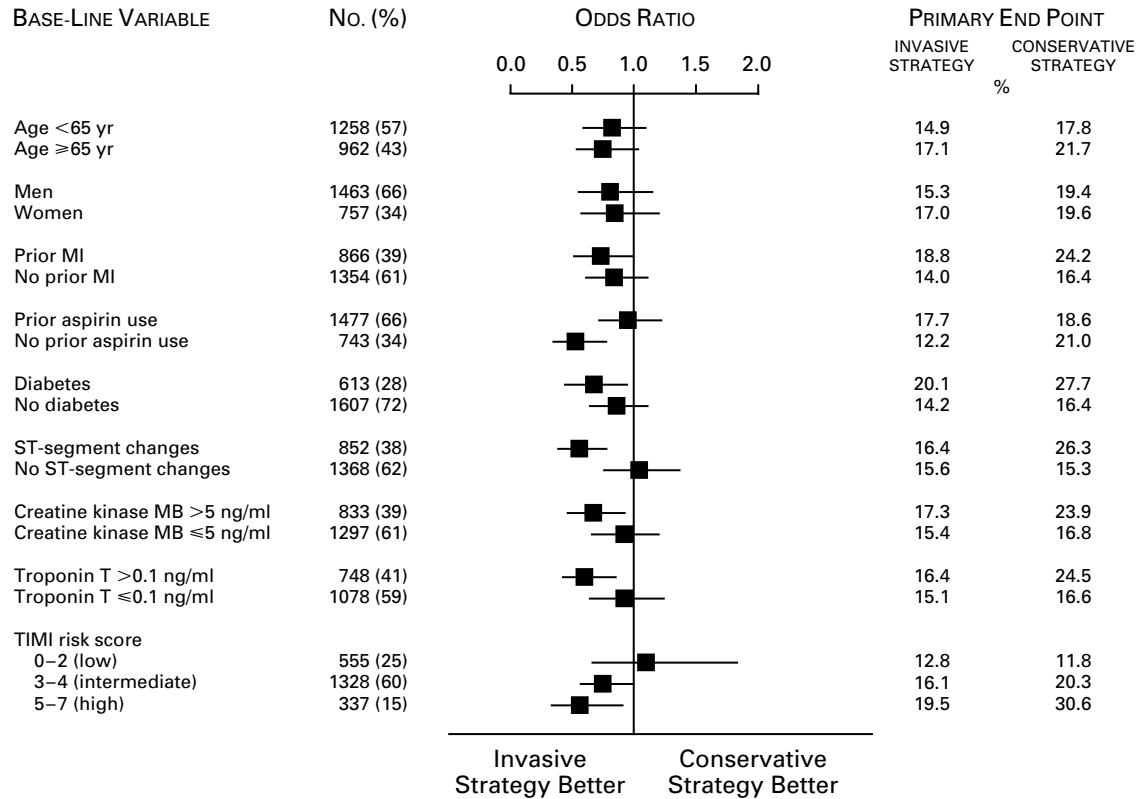 BASE-LINE VARIABLE NO. (%) ODDS RATIO PRIMARY END POINT
INVASIVE STRATEGY CONSERVATIVE STRATEGY
%
0.0 0.5 1.0 1.5 2.0
Age <65 yr 1258 (57) 14.9 17.8
Age ⩾65 yr 962 (43) 17.1 21.7
Men 1463 (66) 15.3 19.4
Women 757 (34) 17.0 19.6
Prior MI 866 (39) 18.8 24.2
No prior MI 1354 (61) 14.0 16.4
Prior aspirin use 1477 (66) 17.7 18.6
No prior aspirin use 743 (34) 12.2 21.0
Diabetes 613 (28) 20.1 27.7
No diabetes 1607 (72) 14.2 16.4
ST-segment changes 852 (38) 16.4 26.3
No ST-segment changes 1368 (62) 15.6 15.3
Creatine kinase MB >5 ng/ml 833 (39) 17.3 23.9
Creatine kinase MB ⩽5 ng/ml 1297 (61) 15.4 16.8
Troponin T >0.1 ng/ml 748 (41) 16.4 24.5
Troponin T ⩽0.1 ng/ml 1078 (59) 15.1 16.6
TIMI risk score
0–2 (low) 555 (25) 12.8 11.8
3–4 (intermediate) 1328 (60) 16.1 20.3
5–7 (high) 337 (15) 19.5 30.6
Invasive Strategy Better
Conservative Strategy Better